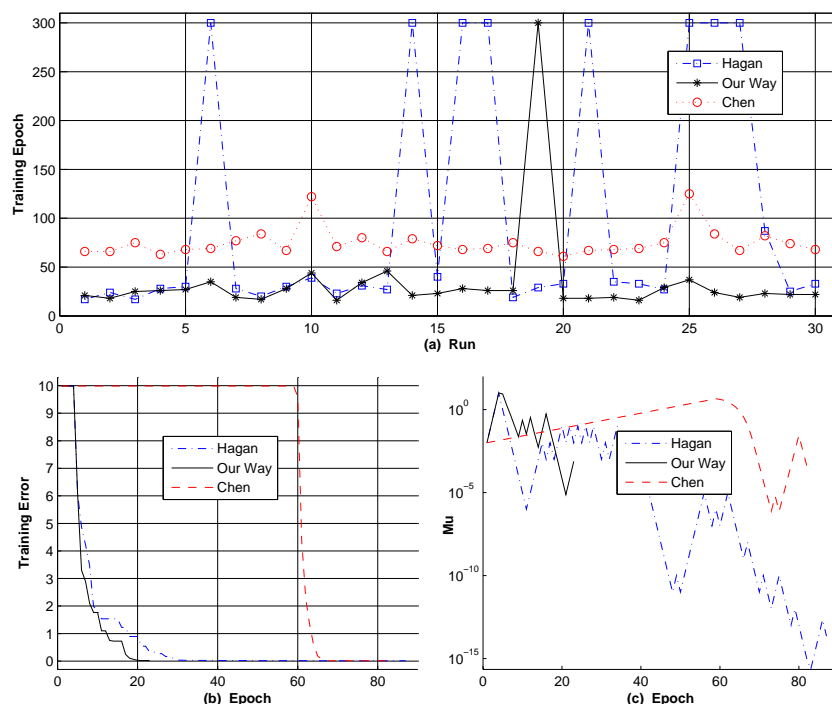 300
250
200
150
100
50
0
Training Epoch
Hagan
Our Way
Chen
0 5 10 15 20 25 30
(a) Run
10
9
8
7
6
5
4
3
2
1
0
Training Error
Hagan
Our Way
Chen
0 20 40 60 80
(b) Epoch
10^0
10^-5
10^-10
10^-15
Mu
Hagan
Our Way
Chen
0 20 40 60 80
(c) Epoch